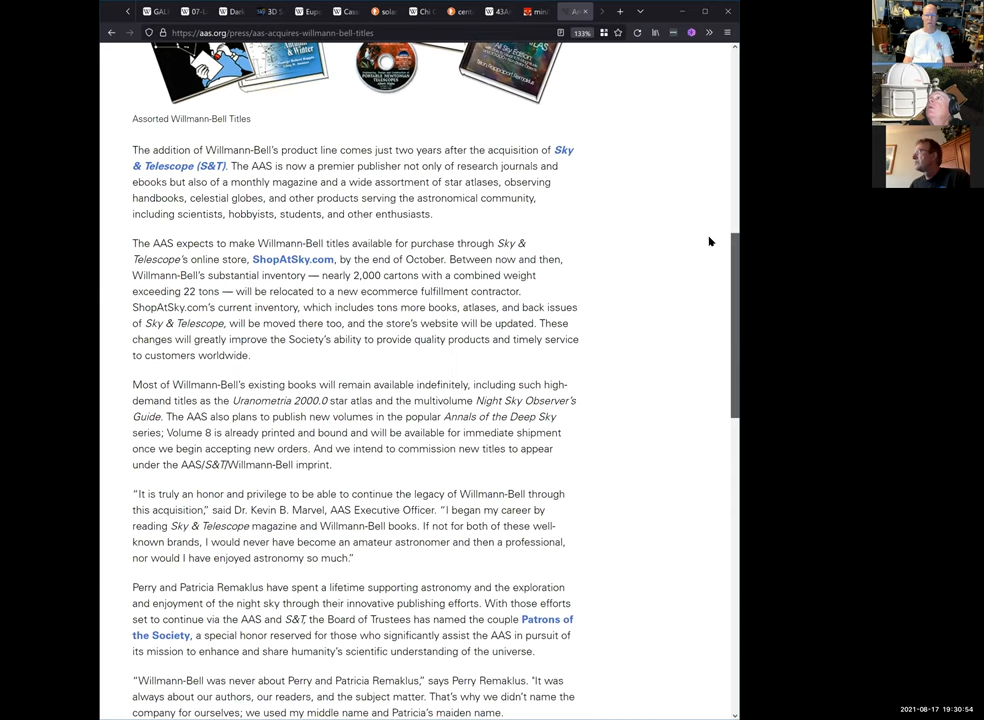 GAL
07-
Dark
3D S
Eup
Cass
sola
Chi
cent
43A
min
https://aas.org/press/aas-acquires-willmann-bell-titles
133%
& Winter
PORTABLE NEWTONIAN
TELESCOPES
All Sky Edition
Assorted Willmann-Bell Titles
The addition of Willmann-Bell's product line comes just two years after the acquisition of Sky
& Telescope (S&T). The AAS is now a premier publisher not only of research journals and
ebooks but also of a monthly magazine and a wide assortment of star atlases, observing
handbooks, celestial globes, and other products serving the astronomical community,
including scientists, hobbyists, students, and other enthusiasts.
The AAS expects to make Willmann-Bell titles available for purchase through Sky &
Telescope's online store, ShopAtSky.com, by the end of October. Between now and then,
Willmann-Bell's substantial inventory — nearly 2,000 cartons with a combined weight
exceeding 22 tons — will be relocated to a new ecommerce fulfillment contractor.
ShopAtSky.com's current inventory, which includes tons more books, atlases, and back issues
of Sky & Telescope, will be moved there too, and the store's website will be updated. These
changes will greatly improve the Society's ability to provide quality products and timely service
to customers worldwide.
Most of Willmann-Bell's existing books will remain available indefinitely, including such high-
demand titles as the Uranometria 2000.0 star atlas and the multivolume Night Sky Observer's
Guide. The AAS also plans to publish new volumes in the popular Annals of the Deep Sky
series; Volume 8 is already printed and bound and will be available for immediate shipment
once we begin accepting new orders. And we intend to commission new titles to appear
under the AAS/S&T/Willmann-Bell imprint.
"It is truly an honor and privilege to be able to continue the legacy of Willmann-Bell through
this acquisition," said Dr. Kevin B. Marvel, AAS Executive Officer. "I began my career by
reading Sky & Telescope magazine and Willmann-Bell books. If not for both of these well-
known brands, I would never have become an amateur astronomer and then a professional,
nor would I have enjoyed astronomy so much."
Perry and Patricia Remaklus have spent a lifetime supporting astronomy and the exploration
and enjoyment of the night sky through their innovative publishing efforts. With those efforts
set to continue via the AAS and S&T, the Board of Trustees has named the couple Patrons of
the Society, a special honor reserved for those who significantly assist the AAS in pursuit of
its mission to enhance and share humanity's scientific understanding of the universe.
"Willmann-Bell was never about Perry and Patricia Remaklus," says Perry Remaklus. "It was
always about our authors, our readers, and the subject matter. That's why we didn't name the
company for ourselves; we used my middle name and Patricia's maiden name.
2021-08-17 19:30:54